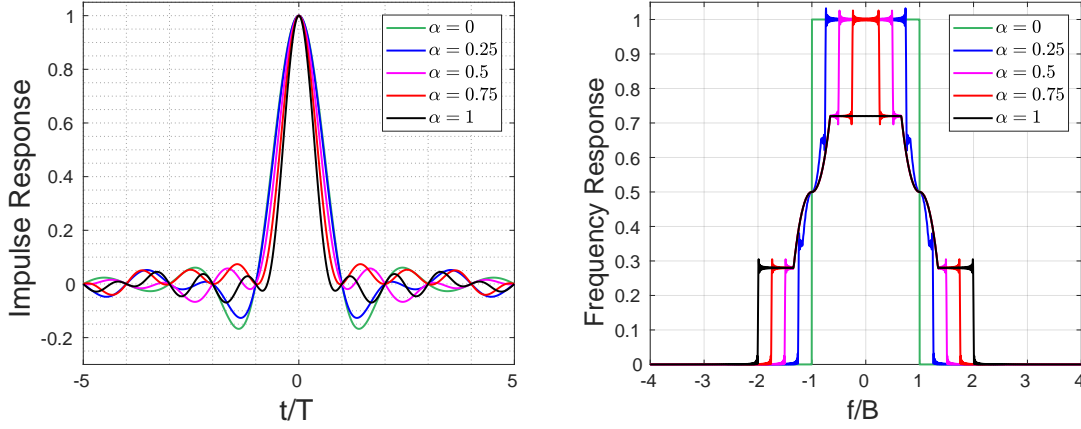 Impulse Response
1
0.8
0.6
0.4
0.2
0
-0.2
-5
0
5
t/T
α = 0
α = 0.25
α = 0.5
α = 0.75
α = 1
Frequency Response
1
0.9
0.8
0.7
0.6
0.5
0.4
0.3
0.2
0.1
0
-4
-3
-2
-1
0
1
2
3
4
f/B
α = 0
α = 0.25
α = 0.5
α = 0.75
α = 1